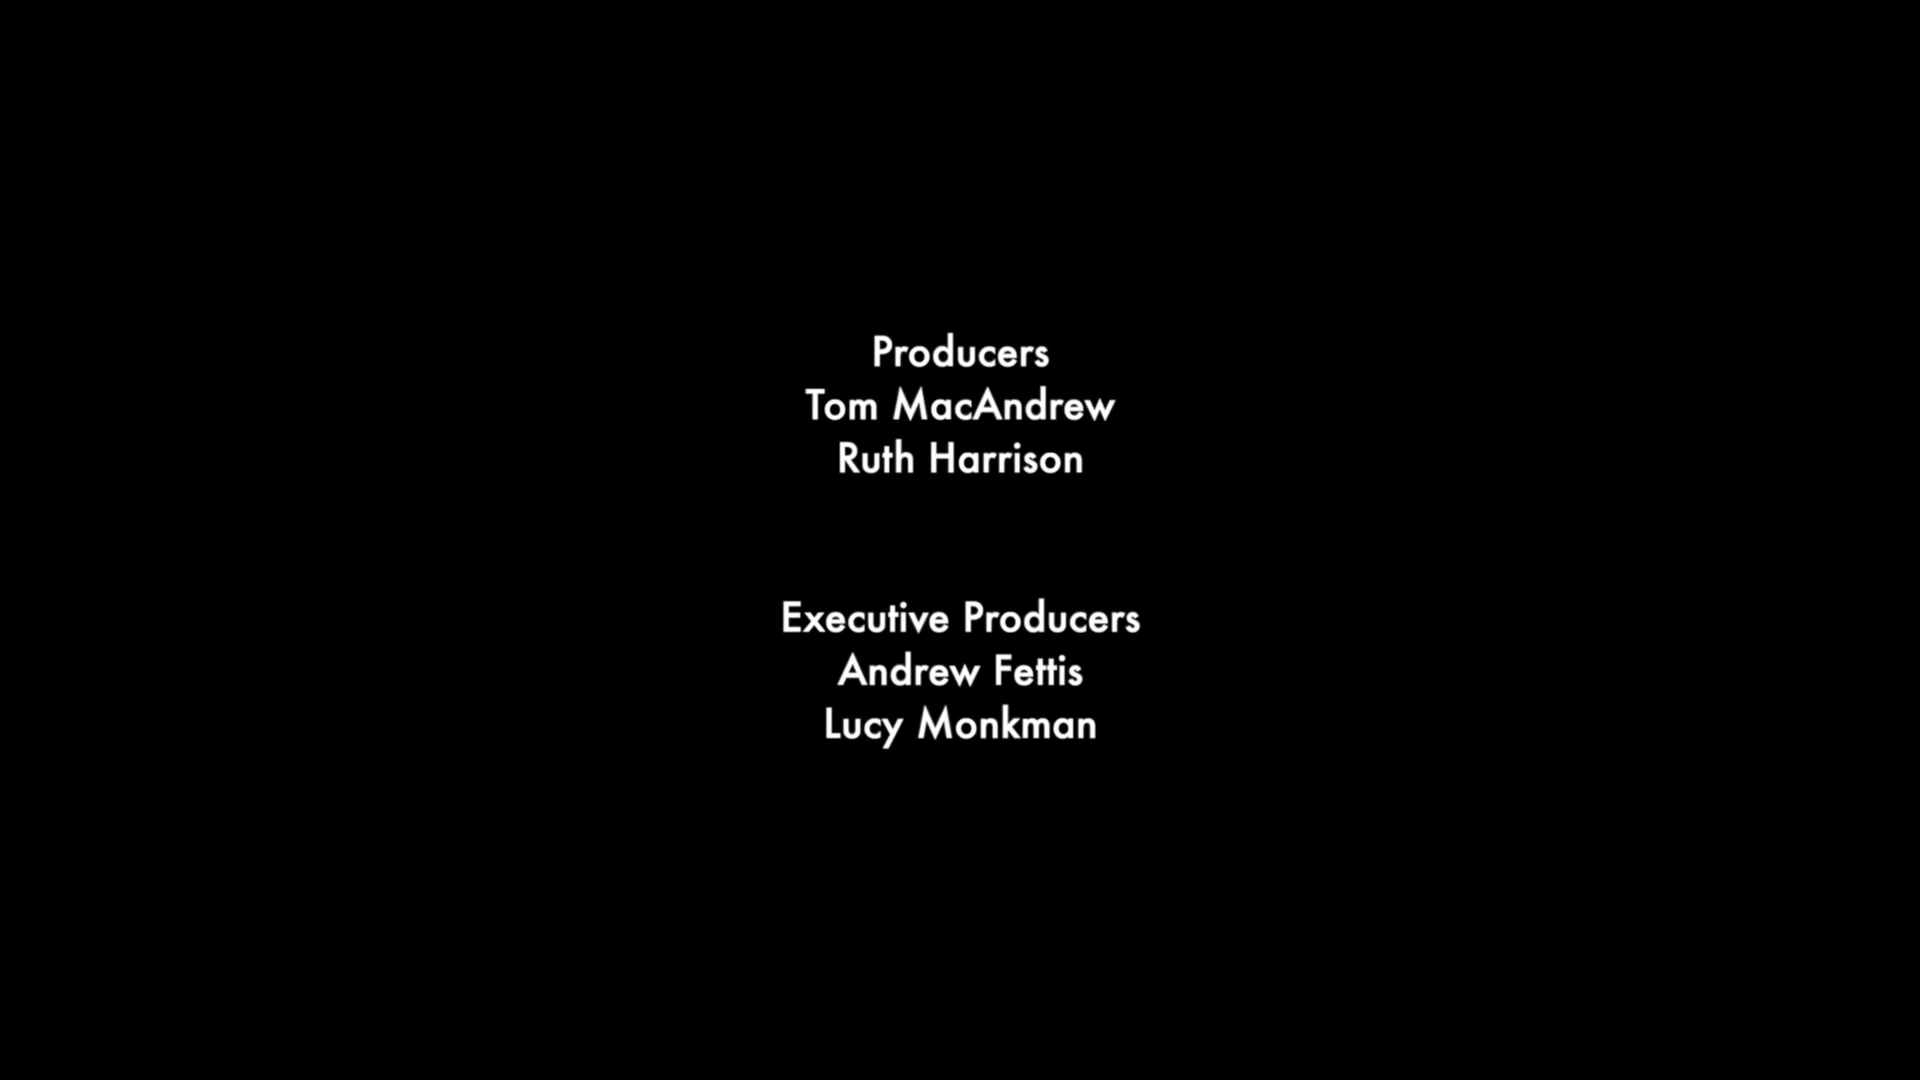 Producers
Tom MacAndrew
Ruth Harrison
Executive Producers
Andrew Fettis
Lucy Monkman